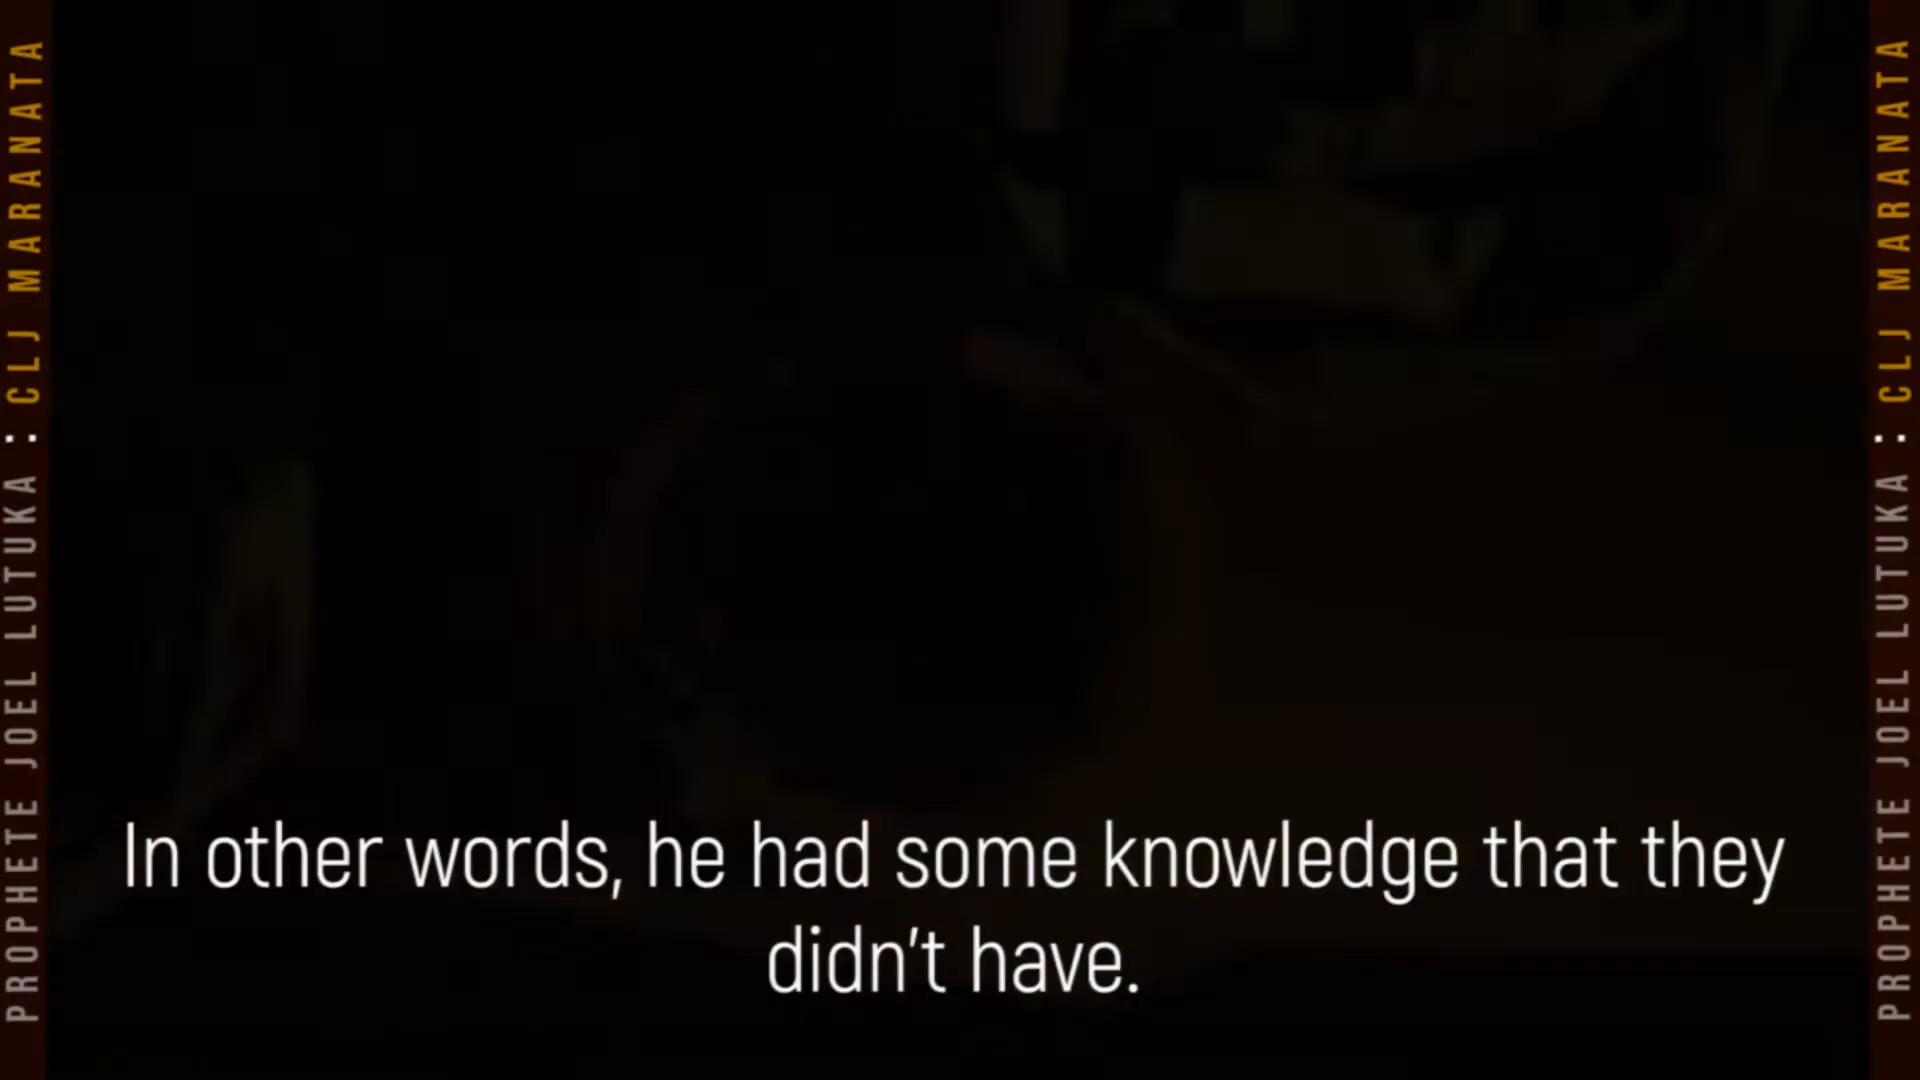 PROPHETE JOEL LUTUKA : CLJ MARANATA
In other words, he had some knowledge that they
didn't have.
PROPHETE JOEL LUTUKA : CLJ MARANATA